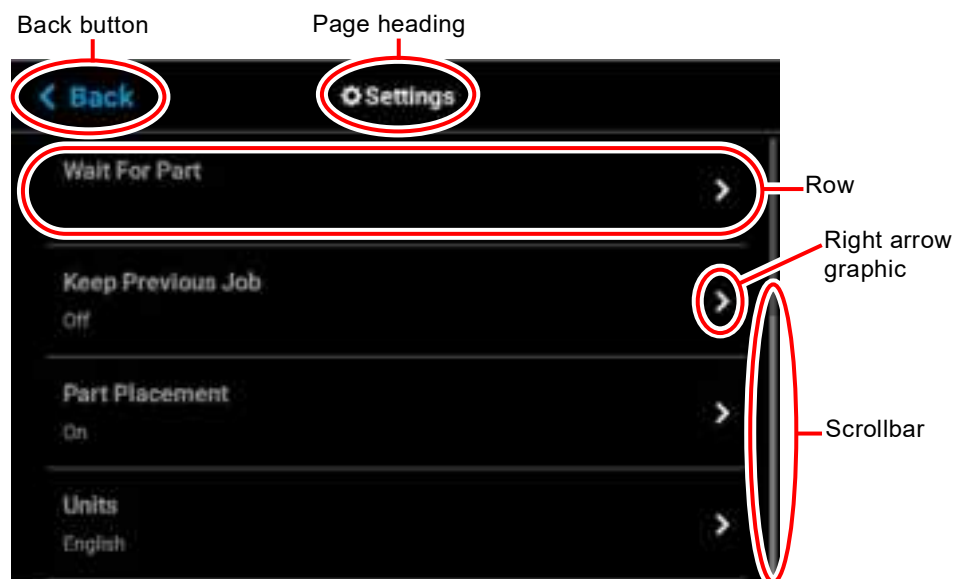 Back button
Page heading
Back
Settings
Wait For Part
Row
Right arrow
graphic
Keep Previous Job
Off
Part Placement
On
Scrollbar
Units
English